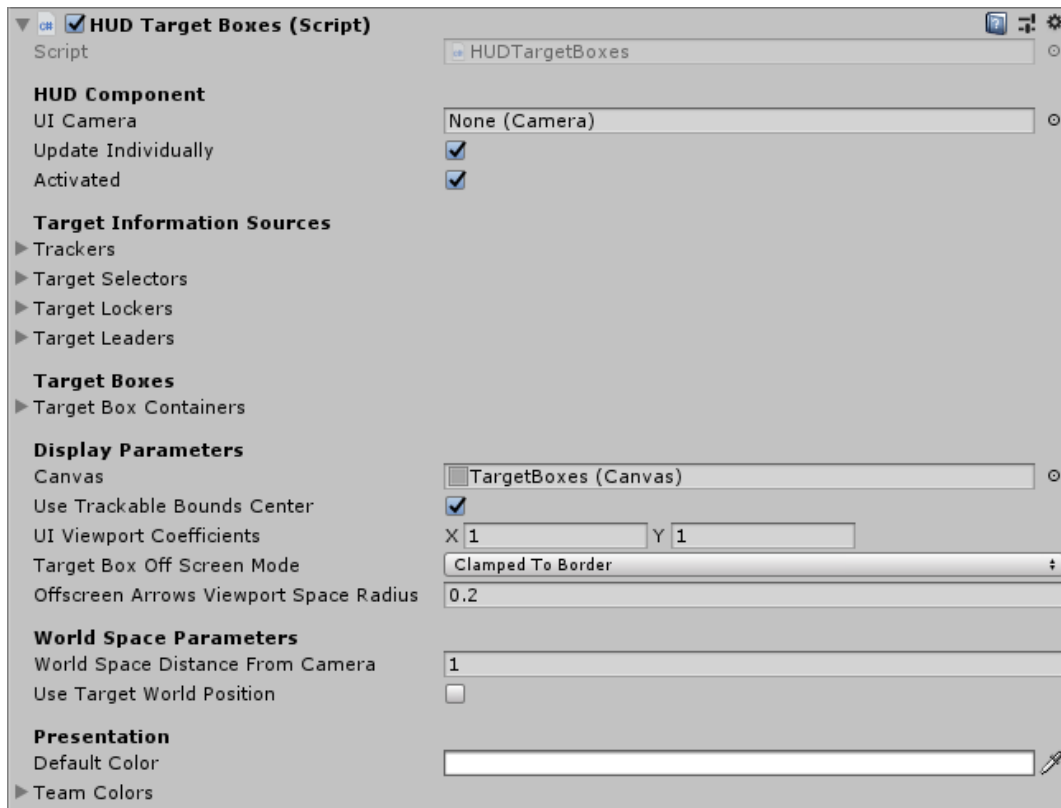 c# HUD Target Boxes (Script)
Script HUDTargetBoxes
HUD Component
UI Camera None (Camera)
Update Individually
Activated
Target Information Sources
Trackers
Target Selectors
Target Lockers
Target Leaders
Target Boxes
Target Box Containers
Display Parameters
Canvas TargetBoxes (Canvas)
Use Trackable Bounds Center
UI Viewport Coefficients X 1 Y 1
Target Box Off Screen Mode Clamped To Border
Offscreen Arrows Viewport Space Radius 0.2
World Space Parameters
World Space Distance From Camera 1
Use Target World Position
Presentation
Default Color
Team Colors